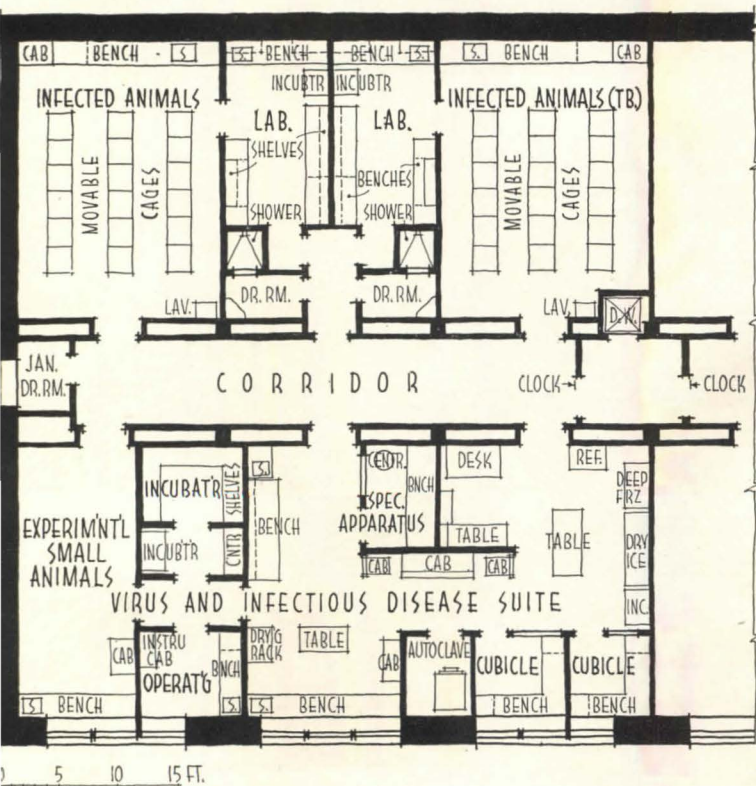 CAB BENCH S. S. BENCH BENCH S. S. BENCH CAB
INCUBTR INCUBTR
INFECTED ANIMALS INFECTED ANIMALS (TB.)
LAB. LAB.
SHELVES
MOVABLE CAGES BENCHES MOVABLE CAGES
SHOWER SHOWER
LAV. DR. RM. DR. RM. LAV. D.W.
JAN.
DR. RM.
CORRIDOR CLOCK CLOCK
S. CENTR. DESK REF.
INCUBAT'R SHELVES BNCH DEEP
FRZ
SPEC.
APPARATUS
EXPERIM'NT'L
SMALL
ANIMALS
BENCH
INCUB'TR CNTR TABLE TABLE DRY
ICE
CAB CAB CAB
INC.
VIRUS AND INFECTIOUS DISEASE SUITE
CAB INSTRU
CAB
OPERAT'G BNCH
DRY'G
RACK TABLE CAB AUTOCLAVE CUBICLE CUBICLE
S. BENCH S. S. BENCH BENCH BENCH
5 10 15 FT.